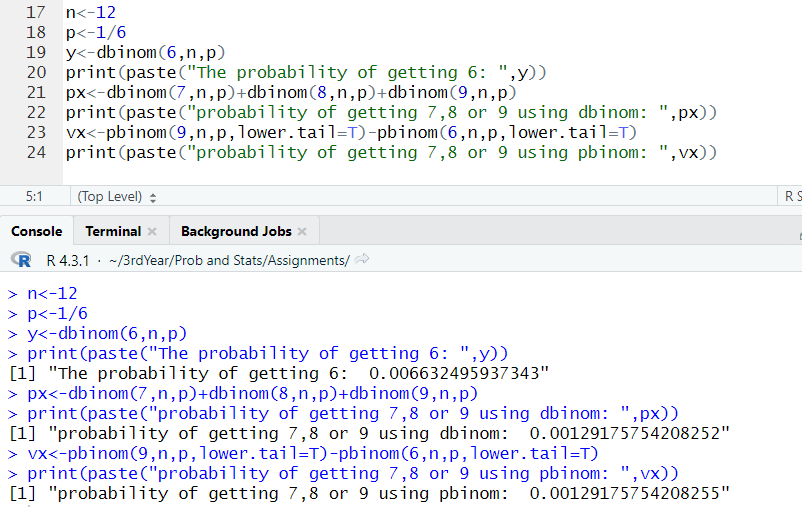 17 n<-12
18 p<-1/6
19 y<-dbinom(6,n,p)
20 print(paste("The probability of getting 6: ",y))
21 px<-dbinom(7,n,p)+dbinom(8,n,p)+dbinom(9,n,p)
22 print(paste("probability of getting 7,8 or 9 using dbinom: ",px))
23 vx<-pbinom(9,n,p,lower.tail=T)-pbinom(6,n,p,lower.tail=T)
24 print(paste("probability of getting 7,8 or 9 using pbinom: ",vx))
5:1 (Top Level) R S
Console Terminal × Background Jobs ×
R R 4.3.1 · ~/3rdYear/Prob and Stats/Assignments/
> n<-12
> p<-1/6
> y<-dbinom(6,n,p)
> print(paste("The probability of getting 6: ",y))
[1] "The probability of getting 6:  0.006632495937343"
> px<-dbinom(7,n,p)+dbinom(8,n,p)+dbinom(9,n,p)
> print(paste("probability of getting 7,8 or 9 using dbinom: ",px))
[1] "probability of getting 7,8 or 9 using dbinom:  0.00129175754208252"
> vx<-pbinom(9,n,p,lower.tail=T)-pbinom(6,n,p,lower.tail=T)
> print(paste("probability of getting 7,8 or 9 using pbinom: ",vx))
[1] "probability of getting 7,8 or 9 using pbinom:  0.00129175754208255"